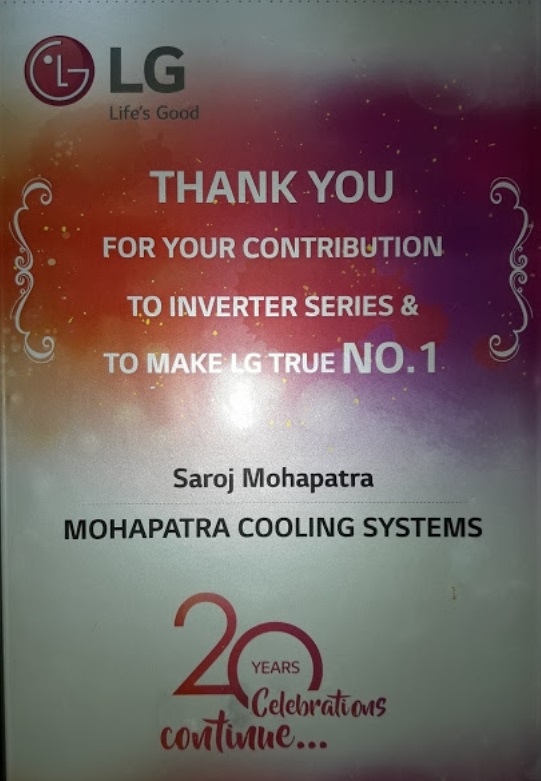 LG
Life's Good
THANK YOU
FOR YOUR CONTRIBUTION
TO INVERTER SERIES &
TO MAKE LG TRUE NO.1
Saroj Mohapatra
MOHAPATRA COOLING SYSTEMS
20
YEARS
Celebrations
continue...